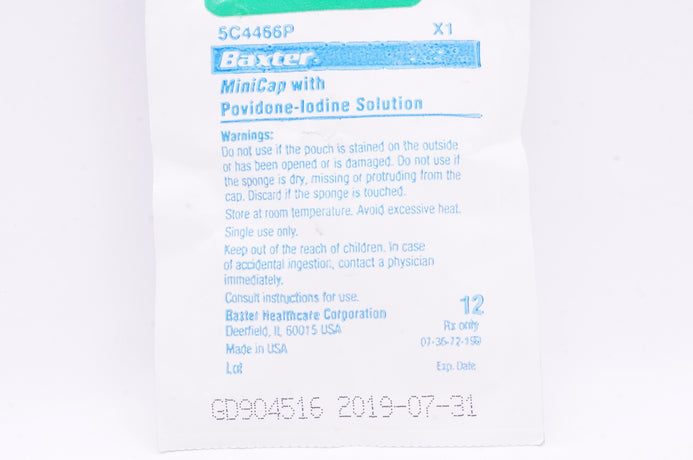 5C4466P X1
Baxter
MiniCap with
Povidone-Iodine Solution
Warnings:
Do not use if the pouch is stained on the outside
or has been opened or is damaged. Do not use if
the sponge is dry, missing or protruding from the
cap. Discard if the sponge is touched.
Store at room temperature. Avoid excessive heat.
Single use only.
Keep out of the reach of children. In case
of accidental ingestion, contact a physician
immediately.
Consult instructions for use.
Baxter Healthcare Corporation 12
Deerfield, IL 60015 USA Rx only
Made in USA 07-36-72-199
Lot Exp. Date
GD904516 2019-07-31